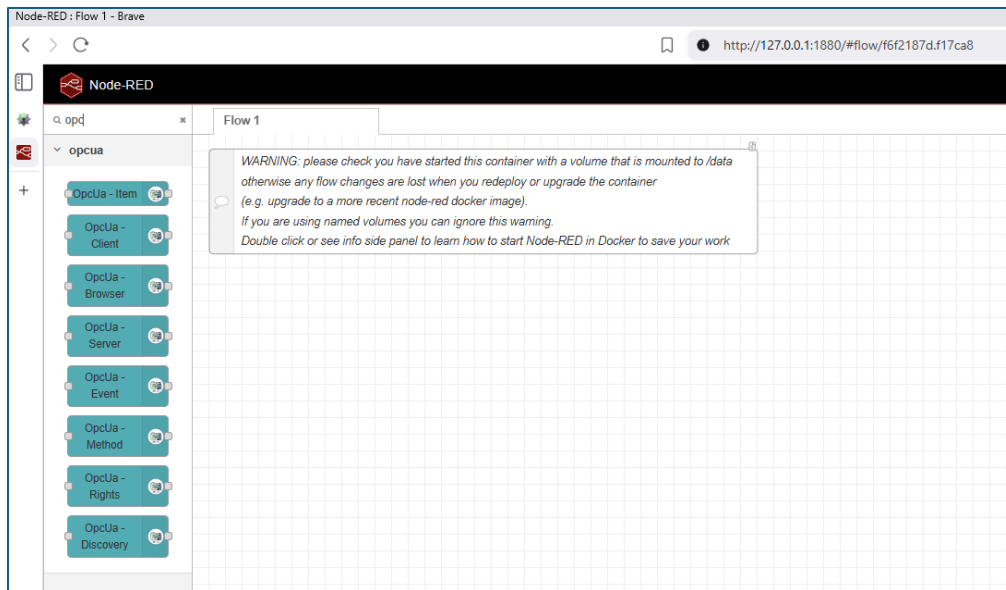 Node-RED : Flow 1 - Brave
http://127.0.0.1:1880/#flow/f6f2187d.f17ca8
Node-RED
opc
Flow 1
opcua
OpcUa - Item
OpcUa -
Client
OpcUa -
Browser
OpcUa -
Server
OpcUa -
Event
OpcUa -
Method
OpcUa -
Rights
OpcUa -
Discovery
WARNING: please check you have started this container with a volume that is mounted to /data
otherwise any flow changes are lost when you redeploy or upgrade the container
(e.g. upgrade to a more recent node-red docker image).
If you are using named volumes you can ignore this warning.
Double click or see info side panel to learn how to start Node-RED in Docker to save your work